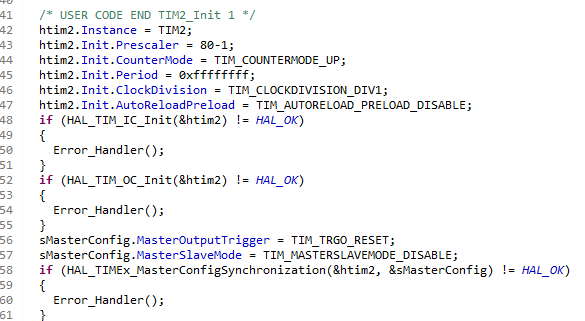 41 /* USER CODE END TIM2_Init 1 */
42 htim2.Instance = TIM2;
43 htim2.Init.Prescaler = 80-1;
44 htim2.Init.CounterMode = TIM_COUNTERMODE_UP;
45 htim2.Init.Period = 0xffffffff;
46 htim2.Init.ClockDivision = TIM_CLOCKDIVISION_DIV1;
47 htim2.Init.AutoReloadPreload = TIM_AUTORELOAD_PRELOAD_DISABLE;
48 if (HAL_TIM_IC_Init(&htim2) != HAL_OK)
49 {
50 Error_Handler();
51 }
52 if (HAL_TIM_OC_Init(&htim2) != HAL_OK)
53 {
54 Error_Handler();
55 }
56 sMasterConfig.MasterOutputTrigger = TIM_TRGO_RESET;
57 sMasterConfig.MasterSlaveMode = TIM_MASTERSLAVEMODE_DISABLE;
58 if (HAL_TIMEx_MasterConfigSynchronization(&htim2, &sMasterConfig) != HAL_OK)
59 {
60 Error_Handler();
61 }